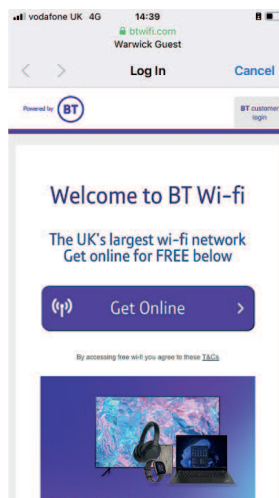 vodafone UK 4G 14:39
btwifi.com
Warwick Guest
Log In Cancel
Powered by BT
BT customer
login
Welcome to BT Wi-fi
The UK's largest wi-fi network
Get online for FREE below
Get Online
By accessing free wi-fi you agree to these T&Cs